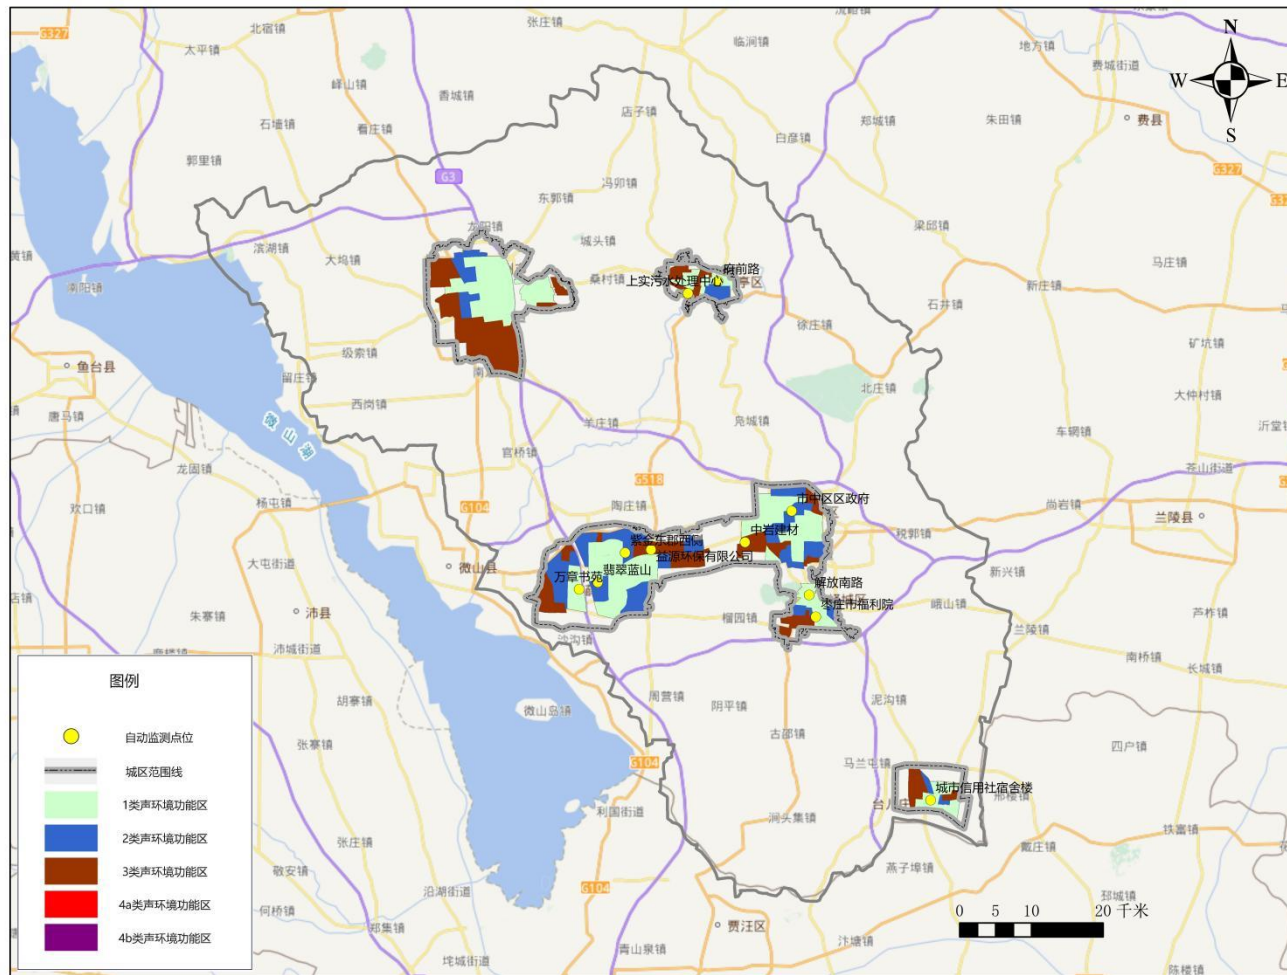 G327
张庄镇
北宿镇
太平镇
临涧镇
地方镇
费城街道
N
W
E
S
峄山镇
香城镇
店子镇
石墙镇
看庄镇
郑城镇
朱田镇
费县
白彦镇
郭里镇
G3
G327
冯卯镇
东郭镇
龙阳镇
梁邱镇
滨湖镇
大坞镇
城头镇
马庄镇
南阳镇
桑村镇
府前路
上实污水处理中心
亭区
新庄镇
石井镇
徐庄镇
级索镇
矿坑镇
鱼台县
留庄镇
北庄镇
大仲村镇
唐马镇
西岗镇
羊庄镇
凫城镇
沂堂镇
微山湖
车辋镇
官桥镇
龙固镇
苍山街道
G518
欢口镇
杨屯镇
G104
陶庄镇
市中区区政府
区
尚岩镇
兰陵县
中岩建材
税郭镇
紫金东郡西侧
益源环保有限公司
大屯街道
微山县
万章书苑
翡翠蓝山
新兴镇
解放南路
峄城区
枣庄市福利院
峨山镇
朱寨镇
沛县
榴园镇
芦柞镇
兰陵镇
沙沟镇
沛城街道
南桥镇
长城镇
图例
周营镇
胡寨镇
阴平镇
泥沟镇
微山岛镇
自动监测点位
古邵镇
张寨镇
四户镇
G104
马兰屯镇
城区范围线
城市信用社宿舍楼
邢楼镇
1类声环境功能区
利国街道
涧头集镇
铁富镇
2类声环境功能区
张庄镇
戴庄镇
3类声环境功能区
敬安镇
燕子埠镇
G104
沿湖街道
邳城镇
4a类声环境功能区
何桥镇
0 5 10 20 千米
郑集镇
贾汪区
汴塘镇
4b类声环境功能区
青山泉镇
垞城街道
陈楼镇